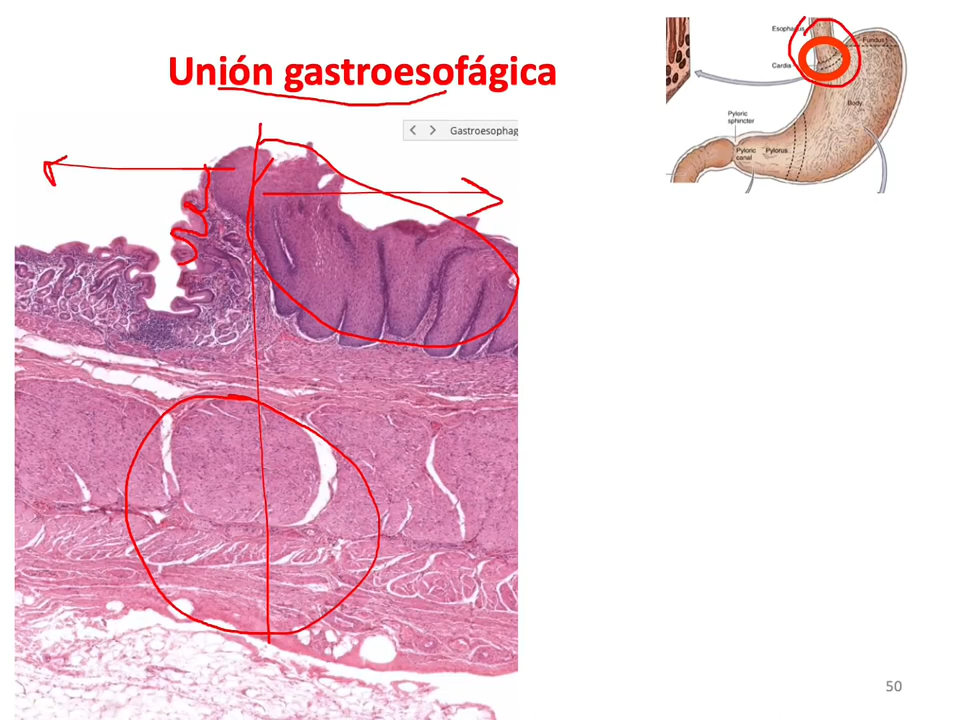 Unión gastroesofágica
Esophagus
Fundus
Cardia
Body
Pyloric
sphincter
Pyloric
canal
Pylorus
Gastroesophag
50